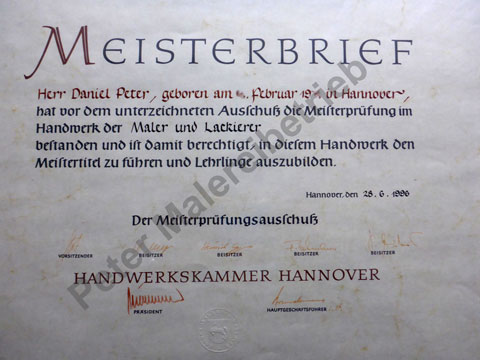 MEISTERBRIEF
Herr Daniel Peter, geboren am Februar 19 in Hannover,
hat vor dem unterzeichneten Ausschuß die Meisterprüfung im
Handwerk der Maler und Lackierer
bestanden und ist damit berechtigt, in diesem Handwerk den
Meistertitel zu führen und Lehrlinge auszubilden.
Hannover, den 28.6.1996
Der Meisterprüfungsausschuß
VORSITZENDER BEISITZER BEISITZER BEISITZER BEISITZER
HANDWERKSKAMMER HANNOVER
PRÄSIDENT HAUPTGESCHÄFTSFÜHRER
Peter Malereibetrieb